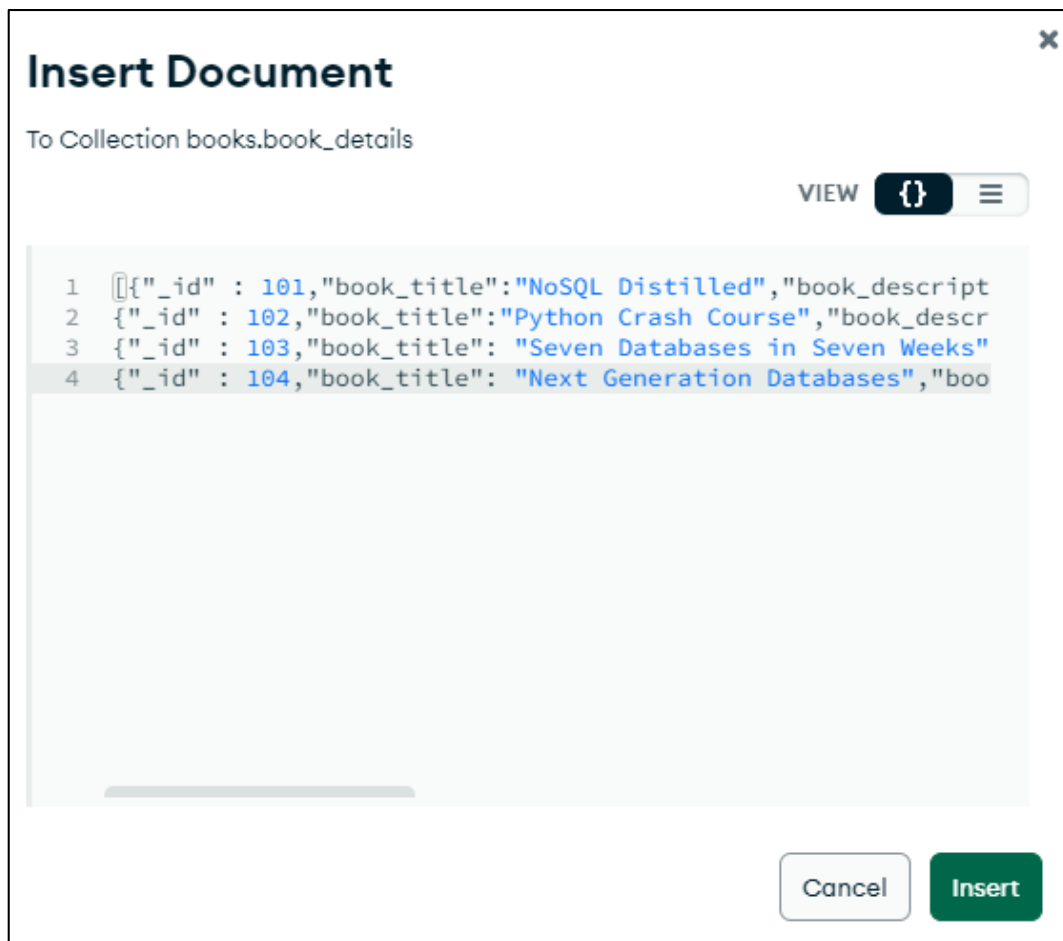 Insert Document
To Collection books.book_details
VIEW {}
1 [{"_id" : 101,"book_title":"NoSQL Distilled","book_descript
2 {"_id" : 102,"book_title":"Python Crash Course","book_descr
3 {"_id" : 103,"book_title": "Seven Databases in Seven Weeks"
4 {"_id" : 104,"book_title": "Next Generation Databases","boo
Cancel Insert